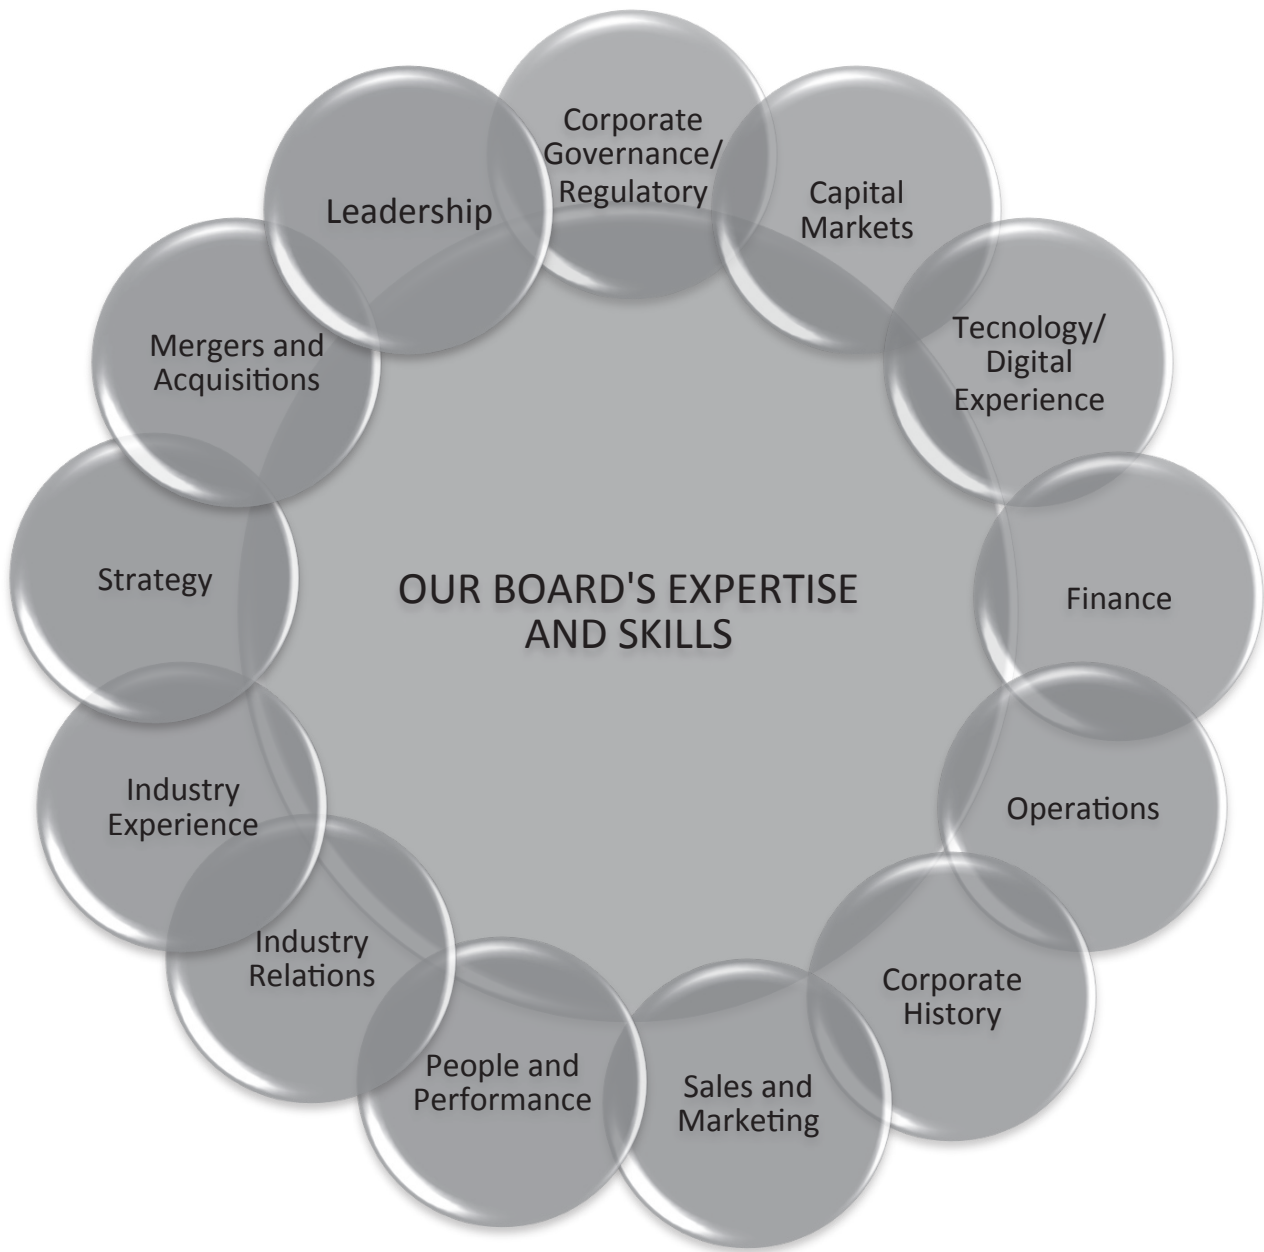 Corporate
Governance/
Regulatory
Capital
Markets
Tecnology/
Digital
Experience
Finance
Operations
Corporate
History
Sales and
Marketing
People and
Performance
Industry
Relations
Industry
Experience
Strategy
Mergers and
Acquisitions
Leadership
OUR BOARD'S EXPERTISE
AND SKILLS